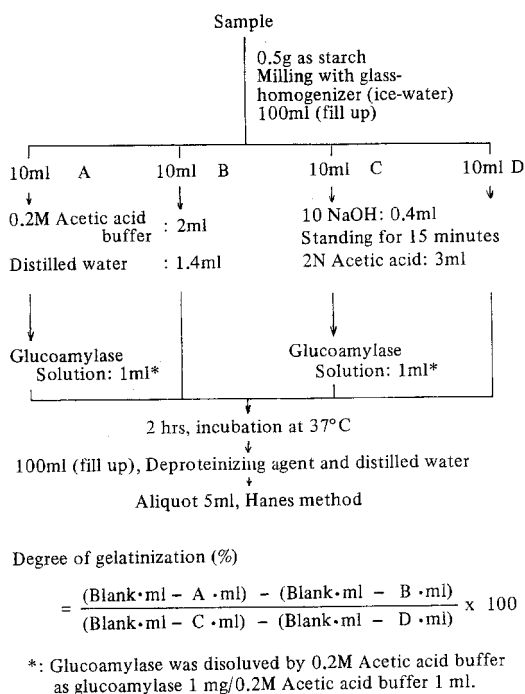 Sample
0.5g as starch
Milling with glass-
homogenizer (ice-water)
100ml (fill up)
10ml A 10ml B 10ml C 10ml D
0.2M Acetic acid
buffer : 2ml
Distilled water : 1.4ml
10 NaOH: 0.4ml
Standing for 15 minutes
2N Acetic acid: 3ml
Glucoamylase
Solution: 1ml*
Glucoamylase
Solution: 1ml*
2 hrs, incubation at 37°C
100ml (fill up), Deproteinizing agent and distilled water
Aliquot 5ml, Hanes method
Degree of gelatinization (%)
(Blank•ml – A •ml) – (Blank•ml – B •ml)
= x 100
(Blank•ml – C •ml) – (Blank•ml – D •ml)
*: Glucoamylase was disoluved by 0.2M Acetic acid buffer
as glucoamylase 1 mg/0.2M Acetic acid buffer 1 ml.